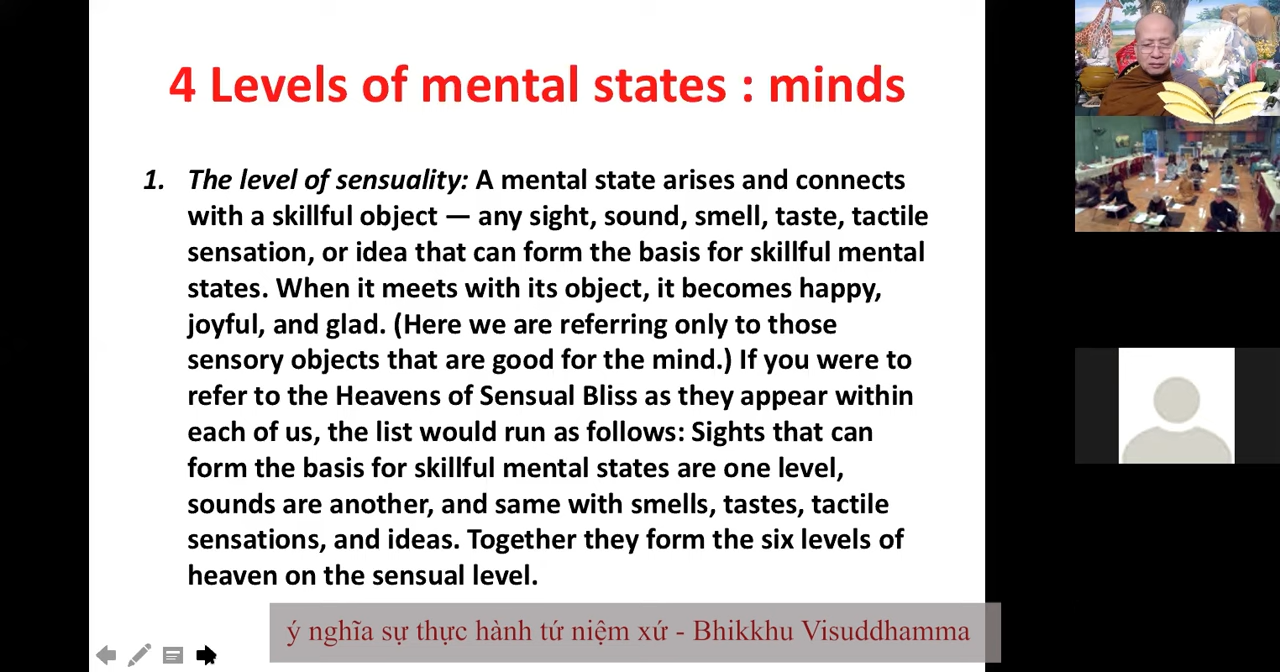 4 Levels of mental states : minds
1. The level of sensuality: A mental state arises and connects
with a skillful object — any sight, sound, smell, taste, tactile
sensation, or idea that can form the basis for skillful mental
states. When it meets with its object, it becomes happy,
joyful, and glad. (Here we are referring only to those
sensory objects that are good for the mind.) If you were to
refer to the Heavens of Sensual Bliss as they appear within
each of us, the list would run as follows: Sights that can
form the basis for skillful mental states are one level,
sounds are another, and same with smells, tastes, tactile
sensations, and ideas. Together they form the six levels of
heaven on the sensual level.
ý nghĩa sự thực hành tứ niệm xứ - Bhikkhu Visuddhamma